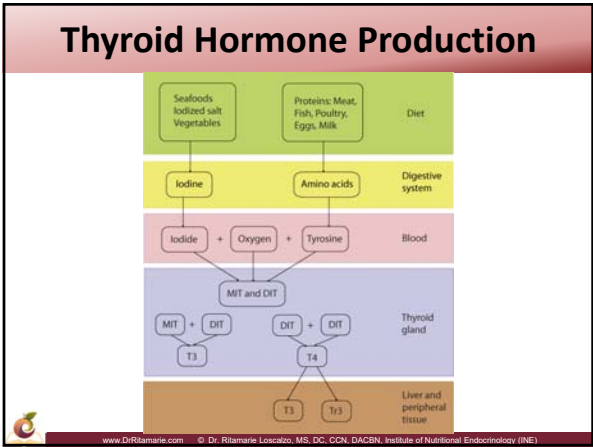 Thyroid Hormone Production
Seafoods
Iodized salt
Vegetables
Proteins: Meat,
Fish, Poultry,
Eggs, Milk
Diet
Iodine
Amino acids
Digestive
system
Iodide + Oxygen + Tyrosine
Blood
MIT and DIT
MIT + DIT
DIT + DIT
Thyroid
gland
T3
T4
T3
Tr3
Liver and
peripheral
tissue
www.DrRitamarie.com © Dr. Ritamarie Loscalzo, MS, DC, CCN, DACBN, Institute of Nutritional Endocrinology (INE)